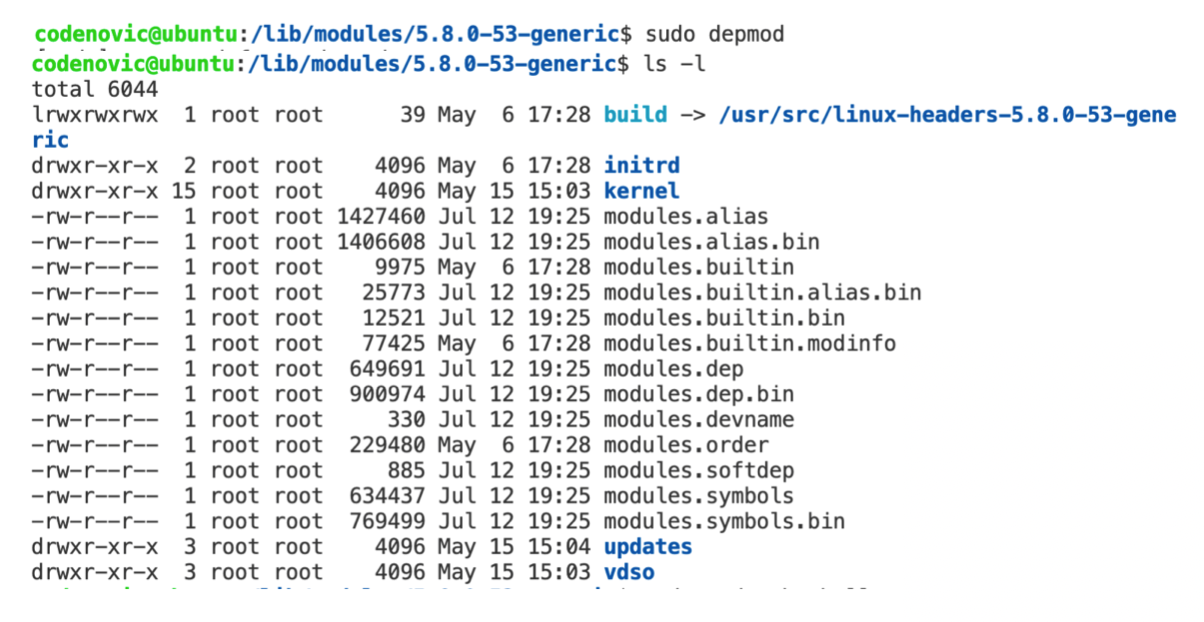 codenovic@ubuntu:/lib/modules/5.8.0-53-generic$ sudo depmod
codenovic@ubuntu:/lib/modules/5.8.0-53-generic$ ls -l
total 6044
lrwxrwxrwx  1 root root      39 May  6 17:28 build -> /usr/src/linux-headers-5.8.0-53-gene
ric
drwxr-xr-x  2 root root    4096 May  6 17:28 initrd
drwxr-xr-x 15 root root    4096 May 15 15:03 kernel
-rw-r--r--  1 root root 1427460 Jul 12 19:25 modules.alias
-rw-r--r--  1 root root 1406608 Jul 12 19:25 modules.alias.bin
-rw-r--r--  1 root root    9975 May  6 17:28 modules.builtin
-rw-r--r--  1 root root   25773 Jul 12 19:25 modules.builtin.alias.bin
-rw-r--r--  1 root root   12521 Jul 12 19:25 modules.builtin.bin
-rw-r--r--  1 root root   77425 May  6 17:28 modules.builtin.modinfo
-rw-r--r--  1 root root  649691 Jul 12 19:25 modules.dep
-rw-r--r--  1 root root  900974 Jul 12 19:25 modules.dep.bin
-rw-r--r--  1 root root     330 Jul 12 19:25 modules.devname
-rw-r--r--  1 root root  229480 May  6 17:28 modules.order
-rw-r--r--  1 root root     885 Jul 12 19:25 modules.softdep
-rw-r--r--  1 root root  634437 Jul 12 19:25 modules.symbols
-rw-r--r--  1 root root  769499 Jul 12 19:25 modules.symbols.bin
drwxr-xr-x  3 root root    4096 May 15 15:04 updates
drwxr-xr-x  3 root root    4096 May 15 15:03 vdso